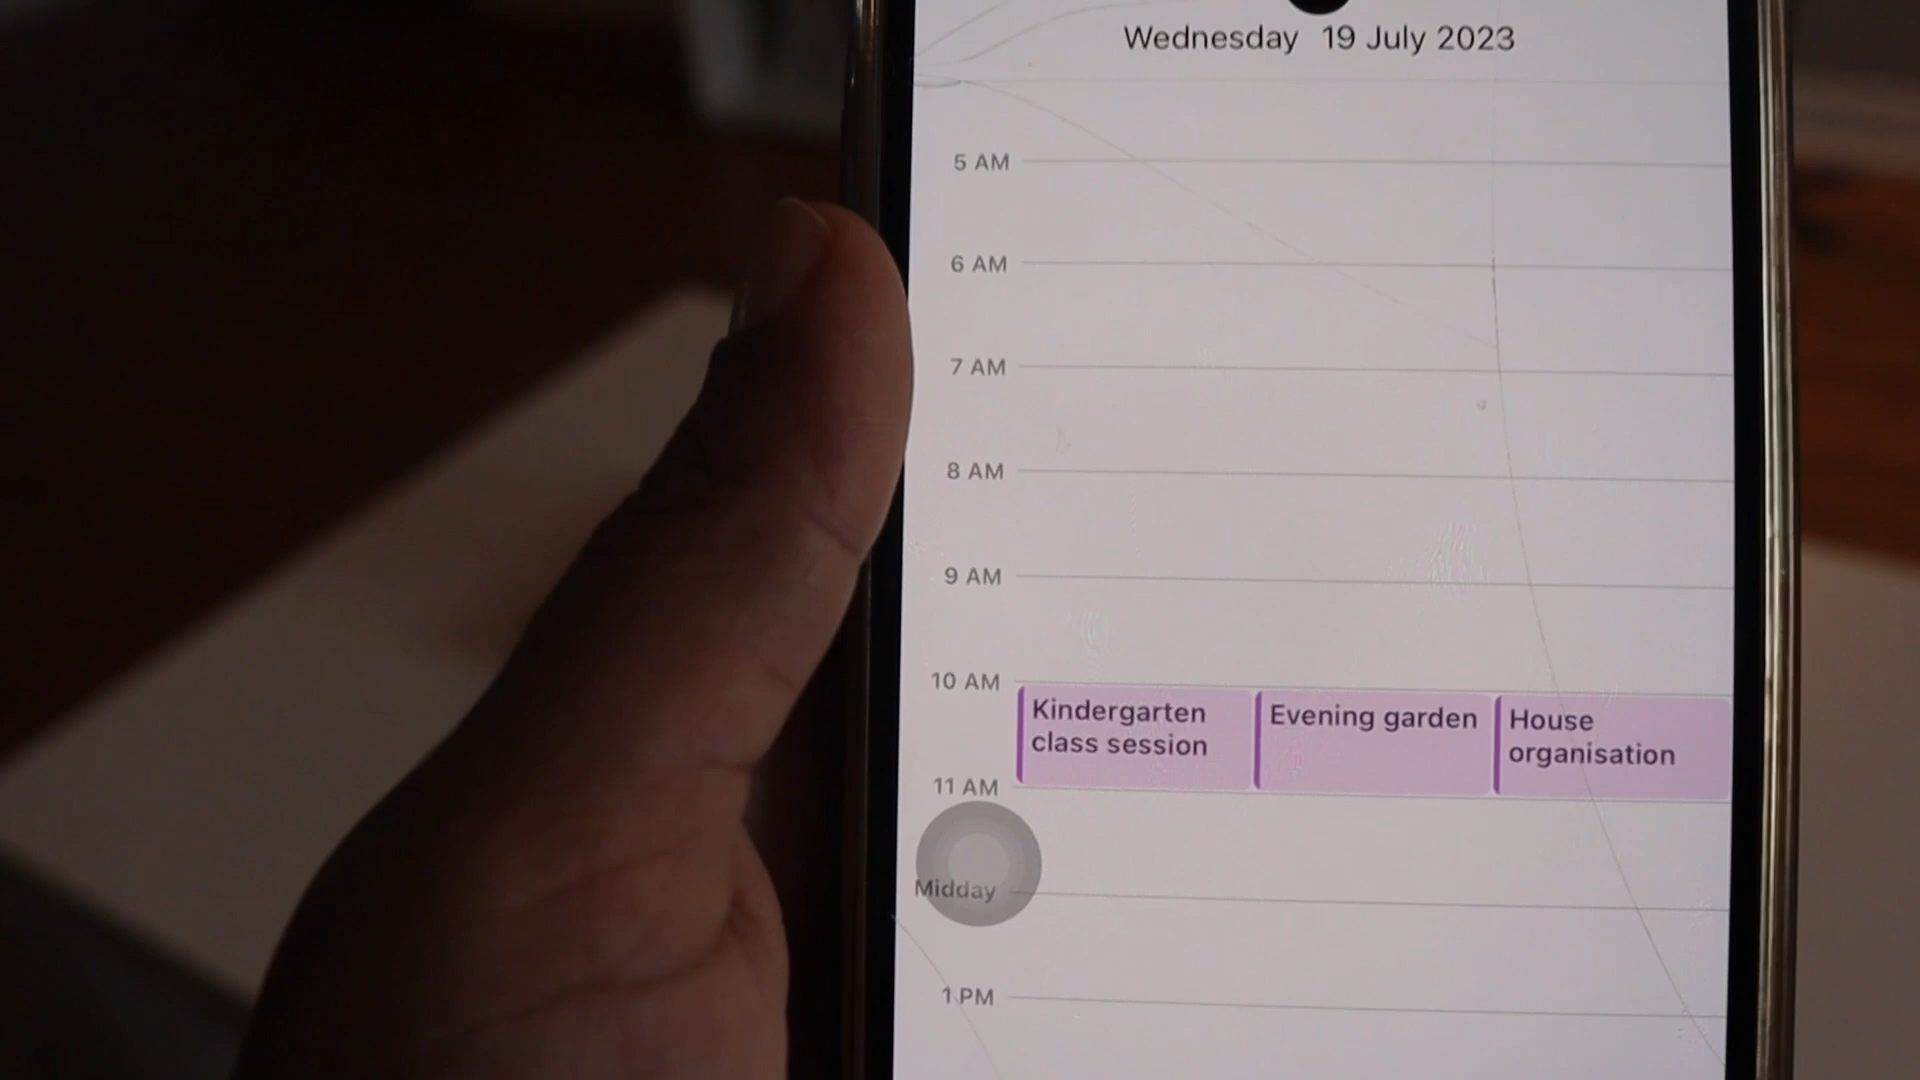 Wednesday 19 July 2023
5 AM
6 AM
7 AM
8 AM
9 AM
10 AM
Kindergarten
class session
Evening garden
House
organisation
11 AM
Midday
1 PM